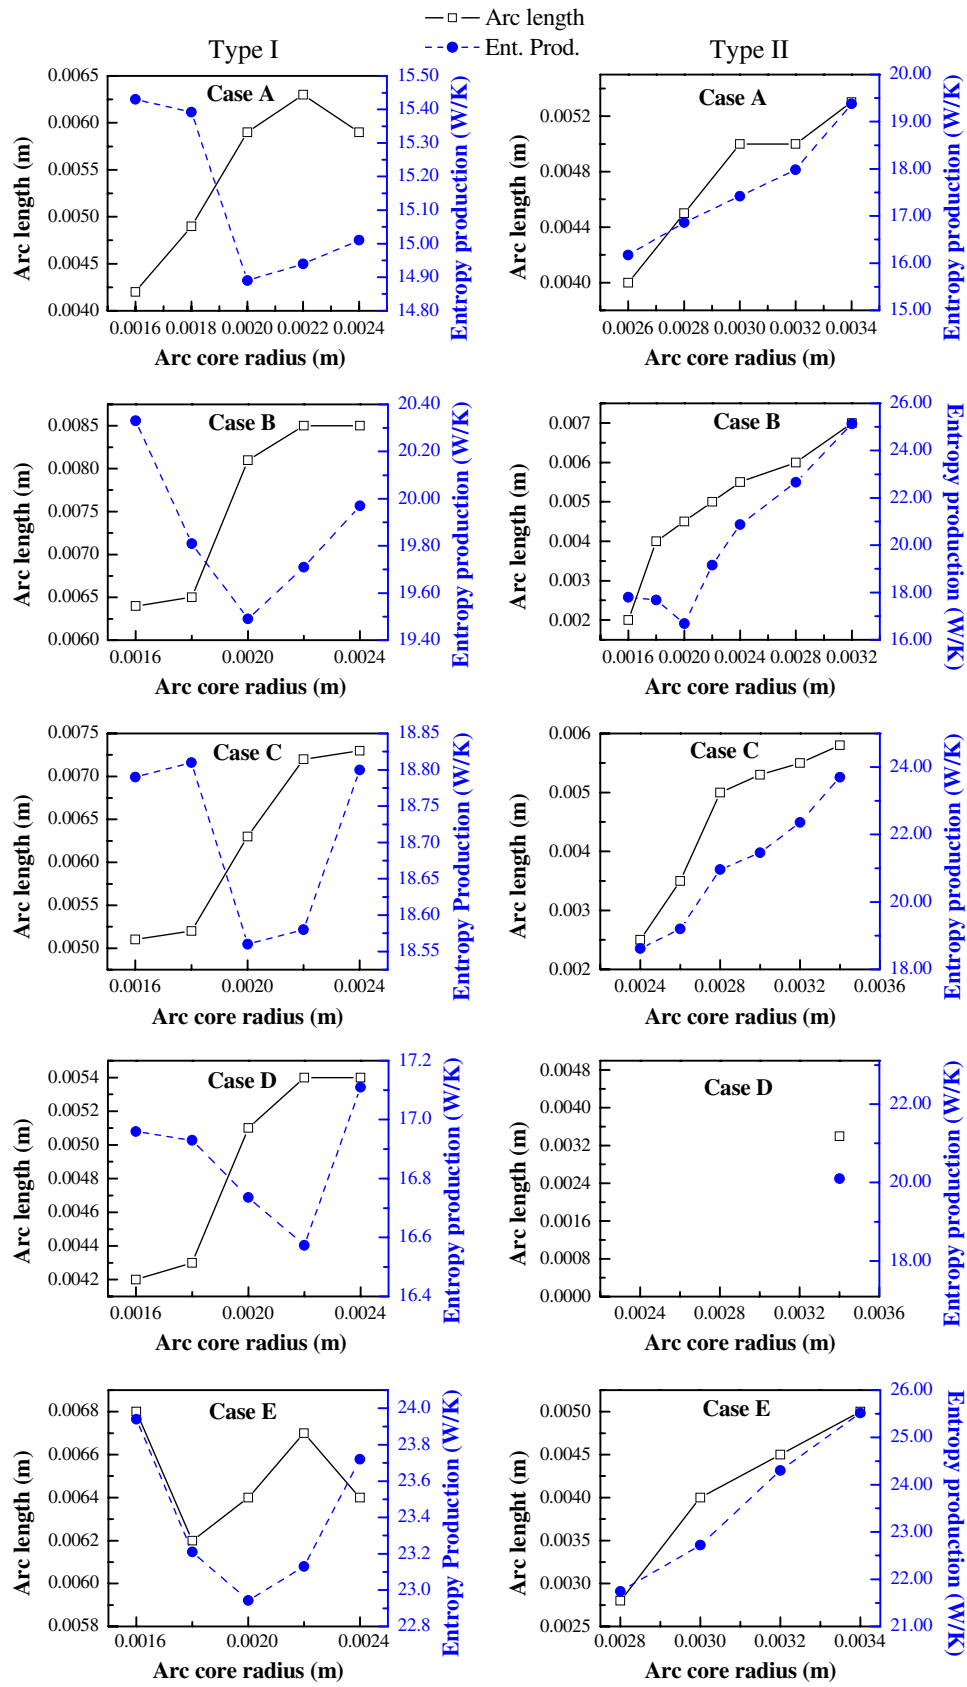 Arc length
Ent. Prod.
Type I
Type II
Case A
0.0065
0.0060
0.0055
0.0050
0.0045
0.0040
Arc length (m)
15.50
15.40
15.30
15.20
15.10
15.00
14.90
14.80
Entropy production (W/K)
0.0016 0.0018 0.0020 0.0022 0.0024
Arc core radius (m)
Case A
0.0052
0.0048
0.0044
0.0040
Arc length (m)
20.00
19.00
18.00
17.00
16.00
15.00
Entropy production (W/K)
0.0026 0.0028 0.0030 0.0032 0.0034
Arc core radius (m)
Case B
0.0085
0.0080
0.0075
0.0070
0.0065
0.0060
Arc length (m)
20.40
20.20
20.00
19.80
19.60
19.40
Entropy production (W/K)
0.0016 0.0020 0.0024
Arc core radius (m)
Case B
0.007
0.006
0.005
0.004
0.003
0.002
Arc length (m)
26.00
24.00
22.00
20.00
18.00
16.00
Entropy production (W/K)
0.0016 0.0020 0.0024 0.0028 0.0032
Arc core radius (m)
Case C
0.0075
0.0070
0.0065
0.0060
0.0055
0.0050
Arc length (m)
18.85
18.80
18.75
18.70
18.65
18.60
18.55
Entropy Production (W/K)
0.0016 0.0020 0.0024
Arc core radius (m)
Case C
0.006
0.005
0.004
0.003
0.002
Arc length (m)
24.00
22.00
20.00
18.00
Entropy production (W/K)
0.0024 0.0028 0.0032 0.0036
Arc core radius (m)
Case D
0.0054
0.0052
0.0050
0.0048
0.0046
0.0044
0.0042
Arc length (m)
17.2
17.0
16.8
16.6
16.4
Entropy production (W/K)
0.0016 0.0020 0.0024
Arc core radius (m)
Case D
0.0048
0.0040
0.0032
0.0024
0.0016
0.0008
0.0000
Arc length (m)
22.00
20.00
18.00
Entropy production (W/K)
0.0024 0.0028 0.0032 0.0036
Arc core radius (m)
Case E
0.0068
0.0066
0.0064
0.0062
0.0060
0.0058
Arc length (m)
24.0
23.8
23.6
23.4
23.2
23.0
22.8
Entropy Production (W/K)
0.0016 0.0020 0.0024
Arc core radius (m)
Case E
0.0050
0.0045
0.0040
0.0035
0.0030
0.0025
Arc lenght (m)
26.00
25.00
24.00
23.00
22.00
21.00
Entropy production (W/K)
0.0028 0.0030 0.0032 0.0034
Arc core radius (m)